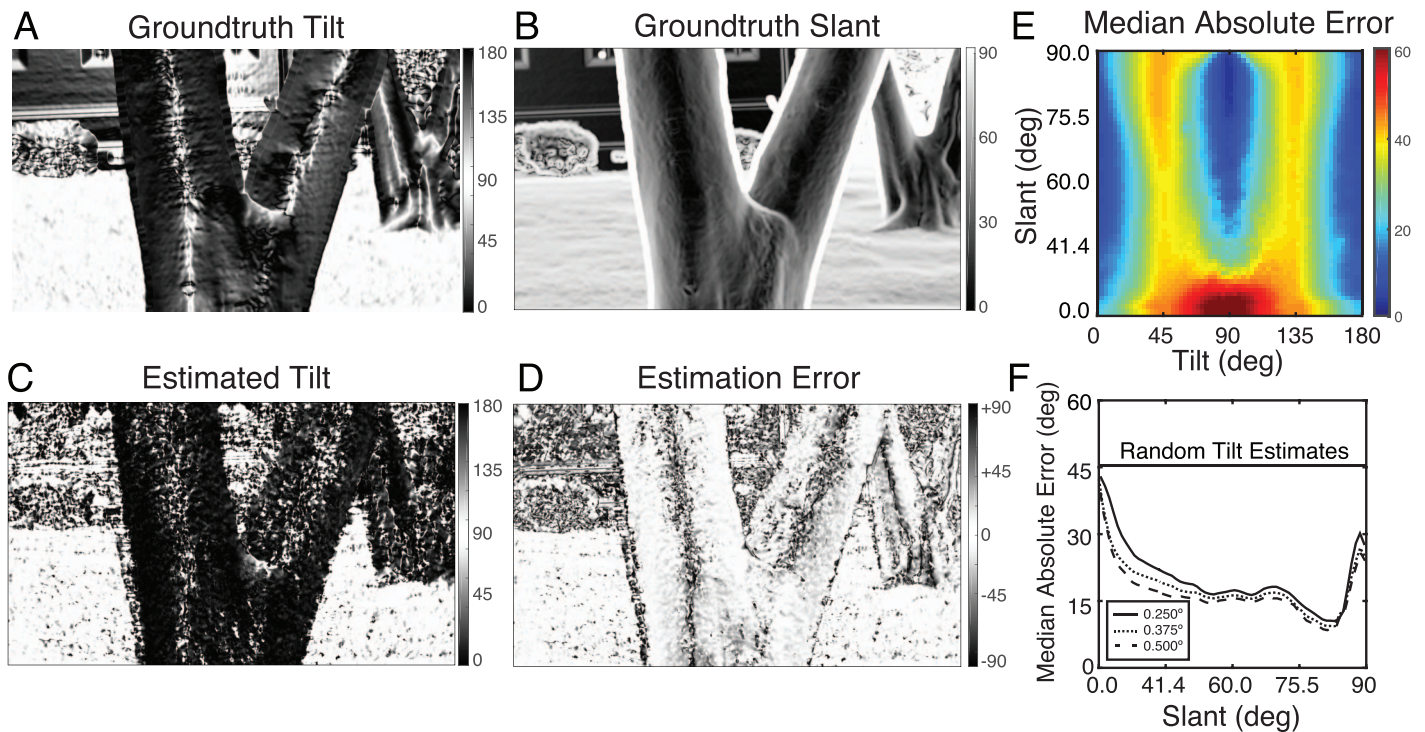 A
Groundtruth Tilt
180
135
90
45
0
B
Groundtruth Slant
90
60
30
0
E
Median Absolute Error
Slant (deg)
90.0
75.5
60.0
41.4
0.0
0 45 90 135 180
Tilt (deg)
60
40
20
0
C
Estimated Tilt
180
135
90
45
0
D
Estimation Error
+90
+45
0
-45
-90
F
Median Absolute Error (deg)
60
45
30
15
0
Random Tilt Estimates
0.250º
0.375º
0.500º
0.0 41.4 60.0 75.5 90
Slant (deg)